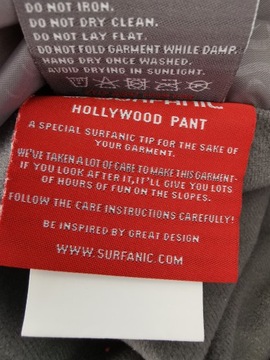 DO NOT IRON.
DO NOT DRY CLEAN.
DO NOT LAY FLAT.
DO NOT FOLD GARMENT WHILE DAMP.
HANG DRY ONCE WASHED.
AVOID DRYING IN SUNLIGHT.
SURFANIC
HOLLYWOOD PANT
A SPECIAL SURFANIC TIP FOR THE SAKE OF
YOUR GARMENT.
WE'VE TAKEN A LOT OF CARE TO MAKE THIS GARMENT-
IF YOU LOOK AFTER IT, IT'LL GIVE YOU LOTS
OF HOURS OF FUN ON THE SLOPES.
FOLLOW THE CARE INSTRUCTIONS CAREFULLY!
BE INSPIRED BY GREAT DESIGN
WWW.SURFANIC.COM